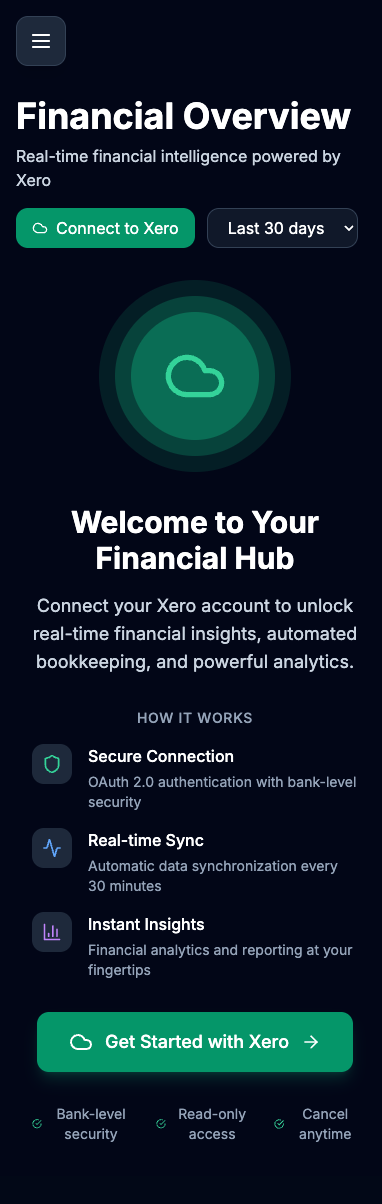 Financial Overview
Real-time financial intelligence powered by
Xero
Connect to Xero
Last 30 days
Welcome to Your
Financial Hub
Connect your Xero account to unlock
real-time financial insights, automated
bookkeeping, and powerful analytics.
HOW IT WORKS
Secure Connection
OAuth 2.0 authentication with bank-level
security
Real-time Sync
Automatic data synchronization every
30 minutes
Instant Insights
Financial analytics and reporting at your
fingertips
Get Started with Xero
Bank-level
security
Read-only
access
Cancel
anytime